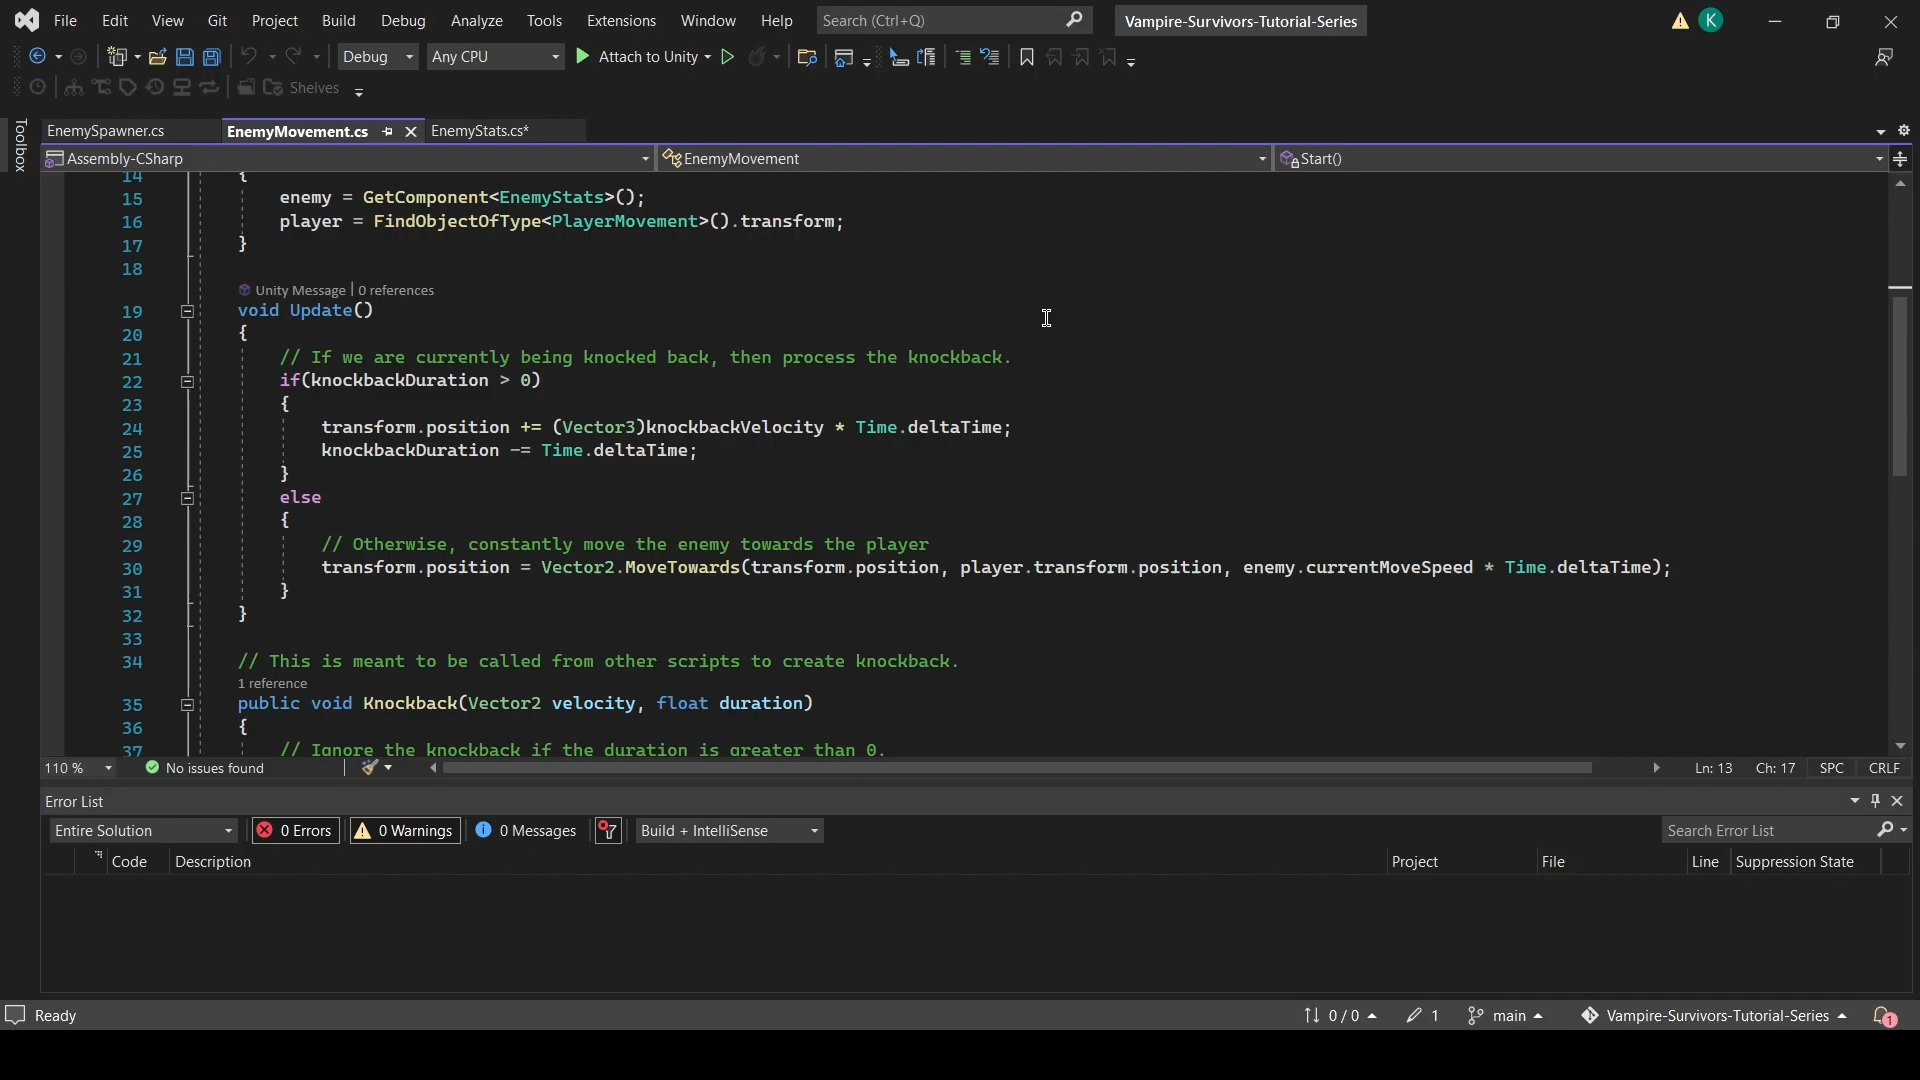 File Edit View Git Project Build Debug Analyze Tools Extensions Window Help Search (Ctrl+Q) Vampire-Survivors-Tutorial-Series K
Debug Any CPU Attach to Unity
Shelves
Toolbox
EnemySpawner.cs EnemyMovement.cs EnemyStats.cs*
Assembly-CSharp EnemyMovement Start()
14 {
15 enemy = GetComponent<EnemyStats>();
16 player = FindObjectOfType<PlayerMovement>().transform;
17 }
18
Unity Message | 0 references
19 void Update()
20 {
21 // If we are currently being knocked back, then process the knockback.
22 if(knockbackDuration > 0)
23 {
24 transform.position += (Vector3)knockbackVelocity * Time.deltaTime;
25 knockbackDuration -= Time.deltaTime;
26 }
27 else
28 {
29 // Otherwise, constantly move the enemy towards the player
30 transform.position = Vector2.MoveTowards(transform.position, player.transform.position, enemy.currentMoveSpeed * Time.deltaTime);
31 }
32 }
33
34 // This is meant to be called from other scripts to create knockback.
1 reference
35 public void Knockback(Vector2 velocity, float duration)
36 {
37 // Ignore the knockback if the duration is greater than 0.
110 % No issues found Ln: 13 Ch: 17 SPC CRLF
Error List
Entire Solution 0 Errors 0 Warnings 0 Messages Build + IntelliSense Search Error List
Code Description Project File Line Suppression State
Ready 0 / 0 1 main Vampire-Survivors-Tutorial-Series 1